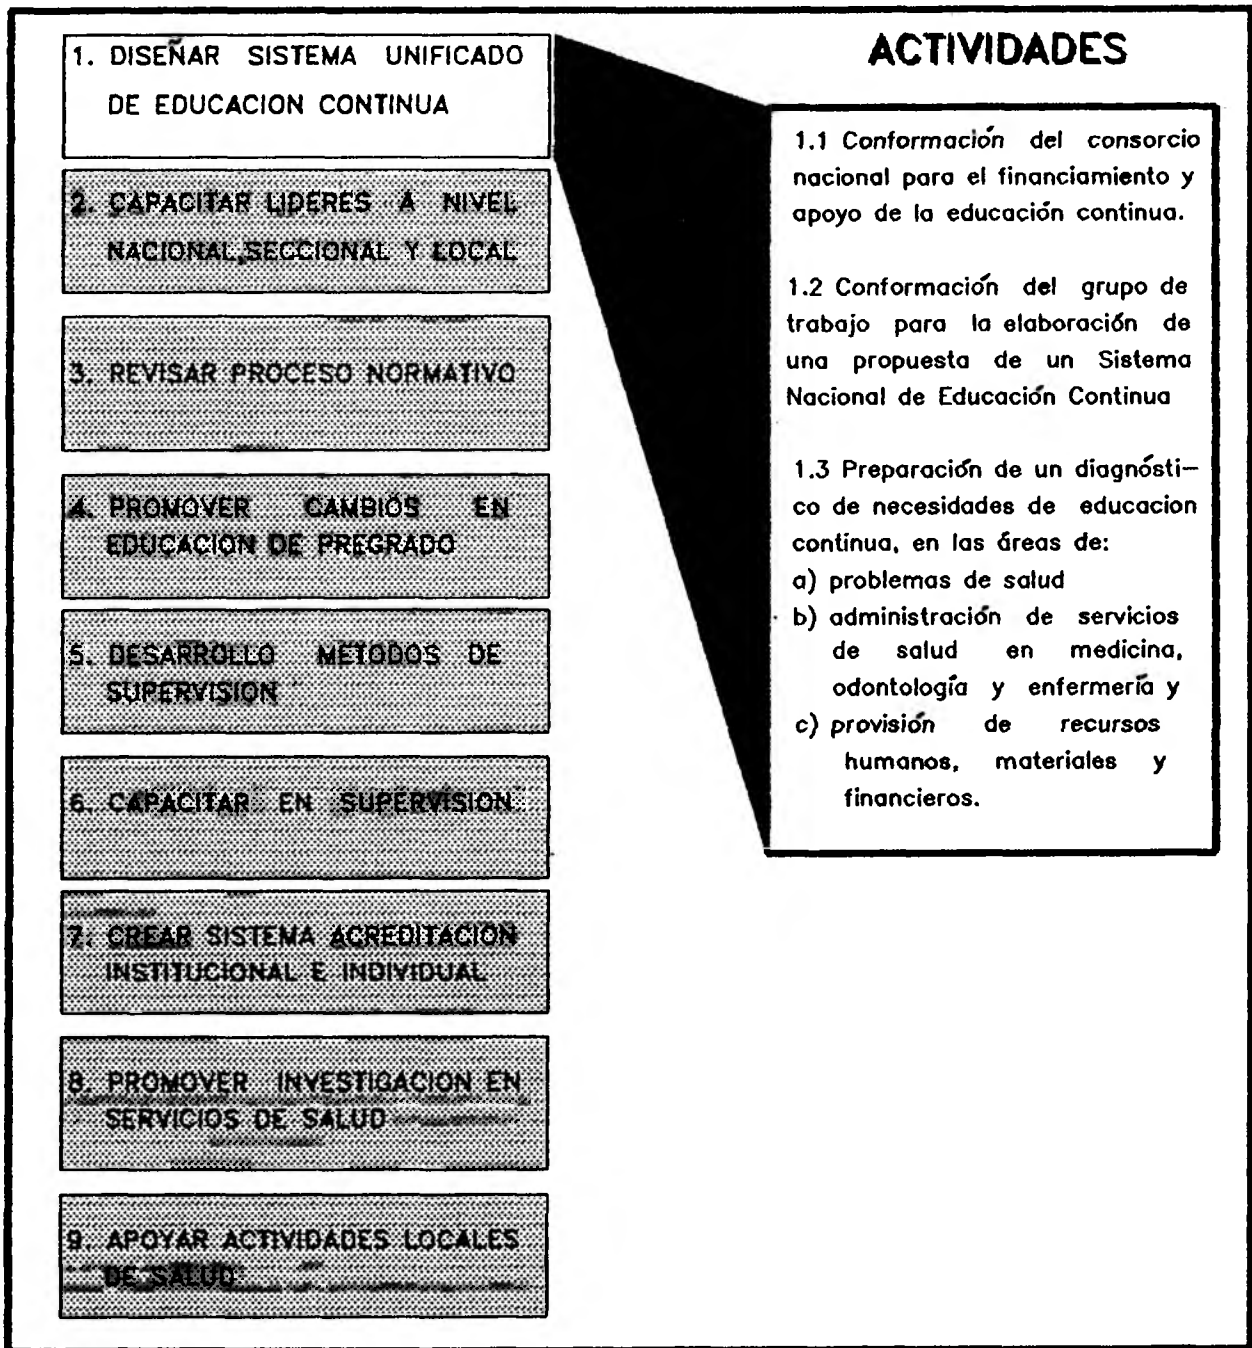 1. DISEÑAR SISTEMA UNIFICADO
DE EDUCACION CONTINUA
2. CAPACITAR LIDERES A NIVEL
NACIONAL,SECCIONAL Y LOCAL
3. REVISAR PROCESO NORMATIVO
4. PROMOVER CAMBIOS EN
EDUCACION DE PREGRADO
5. DESARROLLO METODOS DE
SUPERVISION
6. CAPACITAR EN SUPERVISION
7. CREAR SISTEMA ACREDITACION
INSTITUCIONAL E INDIVIDUAL
8. PROMOVER INVESTIGACION EN
SERVICIOS DE SALUD
9. APOYAR ACTIVIDADES LOCALES
DE SALUD
ACTIVIDADES
1.1 Conformación del consorcio
nacional para el financiamiento y
apoyo de la educación continua.
1.2 Conformación del grupo de
trabajo para la elaboración de
una propuesta de un Sistema
Nacional de Educación Continua
1.3 Preparación de un diagnósti-
co de necesidades de educacion
contínua, en las áreas de:
a) problemas de salud
b) administración de servicios
de salud en medicina,
odontología y enfermería y
c) provisión de recursos
humanos, materiales y
financieros.